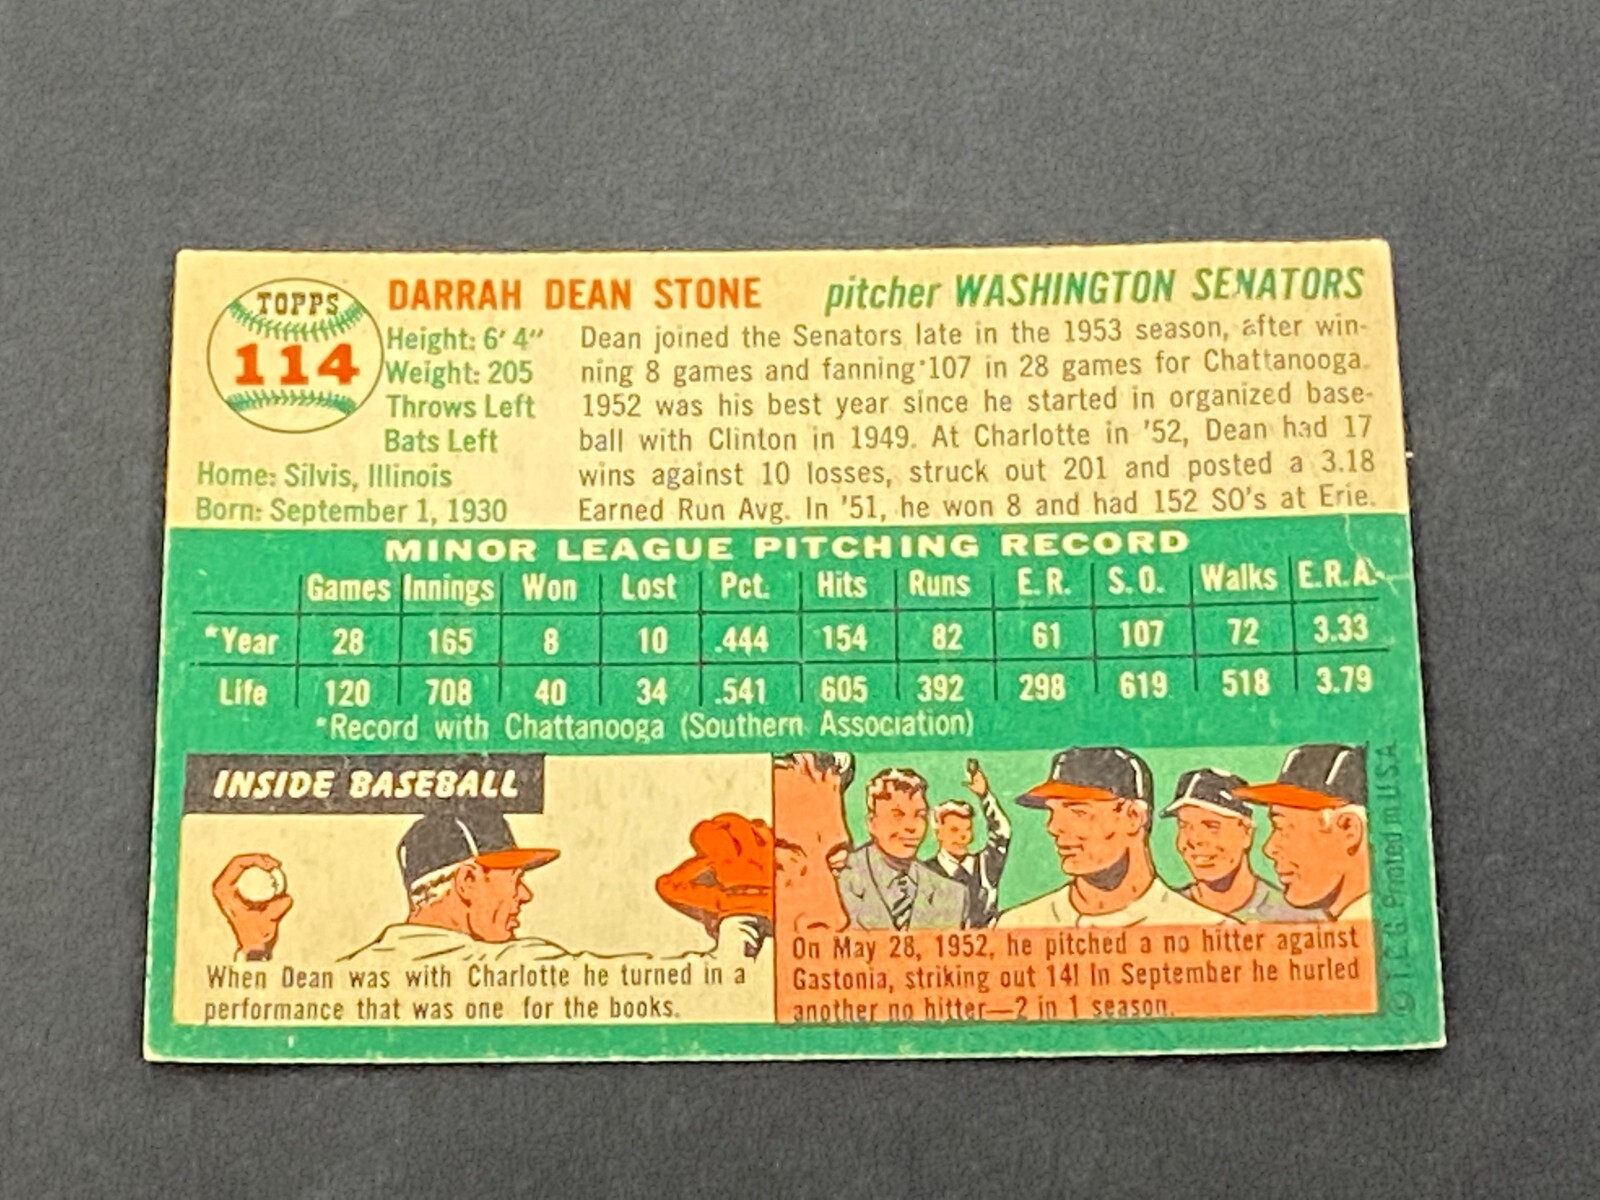 TOPPS
114
DARRAH DEAN STONE
pitcher WASHINGTON SENATORS
Height: 6' 4"
Weight: 205
Throws Left
Bats Left
Home: Silvis, Illinois
Born: September 1, 1930
Dean joined the Senators late in the 1953 season, after win-
ning 8 games and fanning 107 in 28 games for Chattanooga.
1952 was his best year since he started in organized base-
ball with Clinton in 1949. At Charlotte in '52, Dean had 17
wins against 10 losses, struck out 201 and posted a 3.18
Earned Run Avg. In '51, he won 8 and had 152 SO's at Erie.
MINOR LEAGUE PITCHING RECORD
Games Innings Won Lost Pct. Hits Runs E.R. S.O. Walks E.R.A.
*Year 28 165 8 10 .444 154 82 61 107 72 3.33
Life 120 708 40 34 .541 605 392 298 619 518 3.79
*Record with Chattanooga (Southern Association)
INSIDE BASEBALL
When Dean was with Charlotte he turned in a
performance that was one for the books.
On May 28, 1952, he pitched a no hitter against
Gastonia, striking out 14! In September he hurled
another no hitter—2 in 1 season.
© T.C.G. Printed in U.S.A.